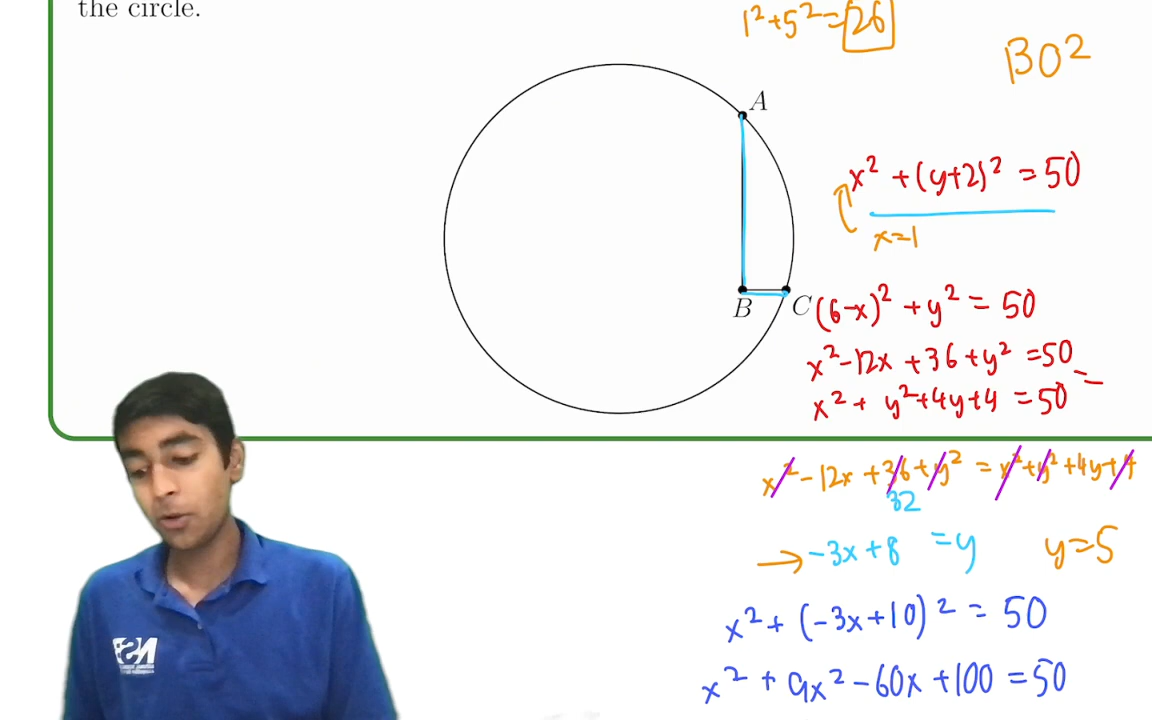 the circle.
1²+5²=26
BO²
A
x² + (y+2)² = 50
x=1
B
C
(6-x)² + y² = 50
x²-12x + 36 + y² = 50
=
x² + y²+4y+4 = 50
x² - 12x + 36 + y² = x² + y² + 4y + 4
32
→ -3x + 8 = y
y=5
x² + (-3x+10)² = 50
x² + 9x² - 60x + 100 = 50